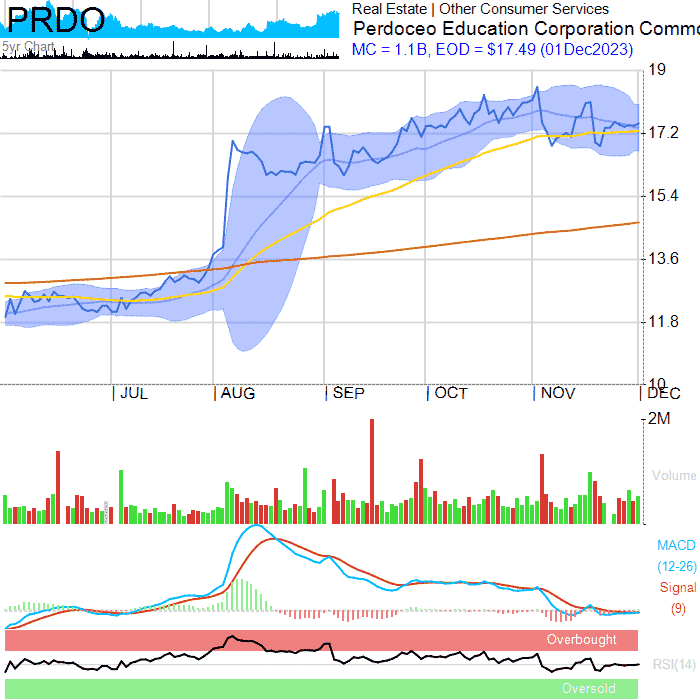 PRDO
5yr Chart
Real Estate | Other Consumer Services
Perdoceo Education Corporation Commo
MC = 1.1B, EOD = $17.49 (01Dec2023)
19
17.2
15.4
13.6
11.8
10
JUL AUG SEP OCT NOV DEC
2M
Volume
MACD
(12-26)
Signal
(9)
Overbought
RSI(14)
Oversold